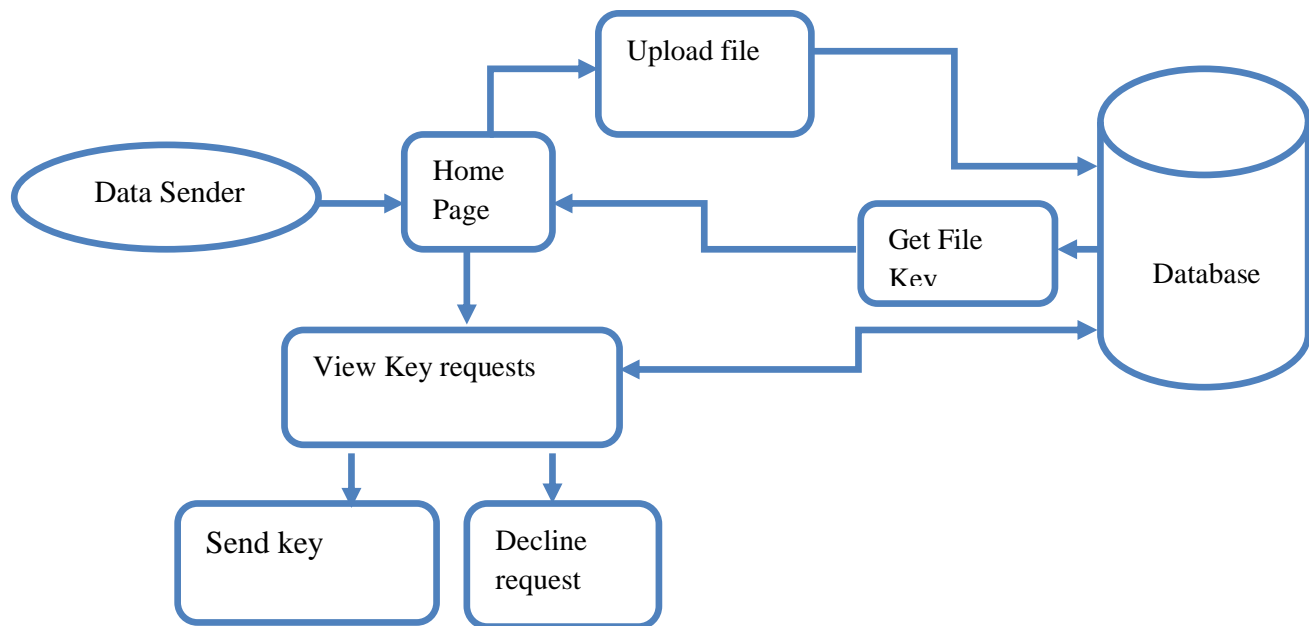 Upload file
Data Sender
Home
Page
Get File
Key
Database
View Key requests
Send key
Decline
request